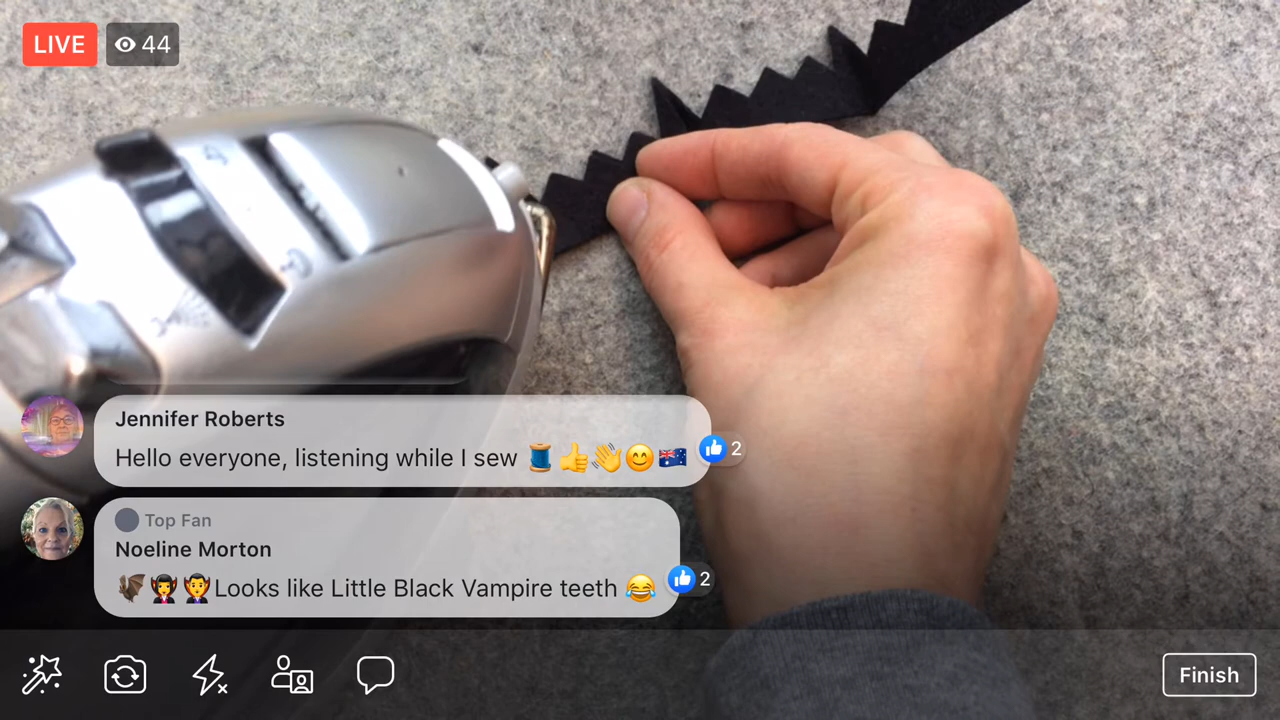 LIVE 44
Jennifer Roberts
Hello everyone, listening while I sew 🧵👍👋😊🇦🇺
2
Top Fan
Noeline Morton
🦇🧛‍♀️🧛‍♂️Looks like Little Black Vampire teeth 😂
2
Finish